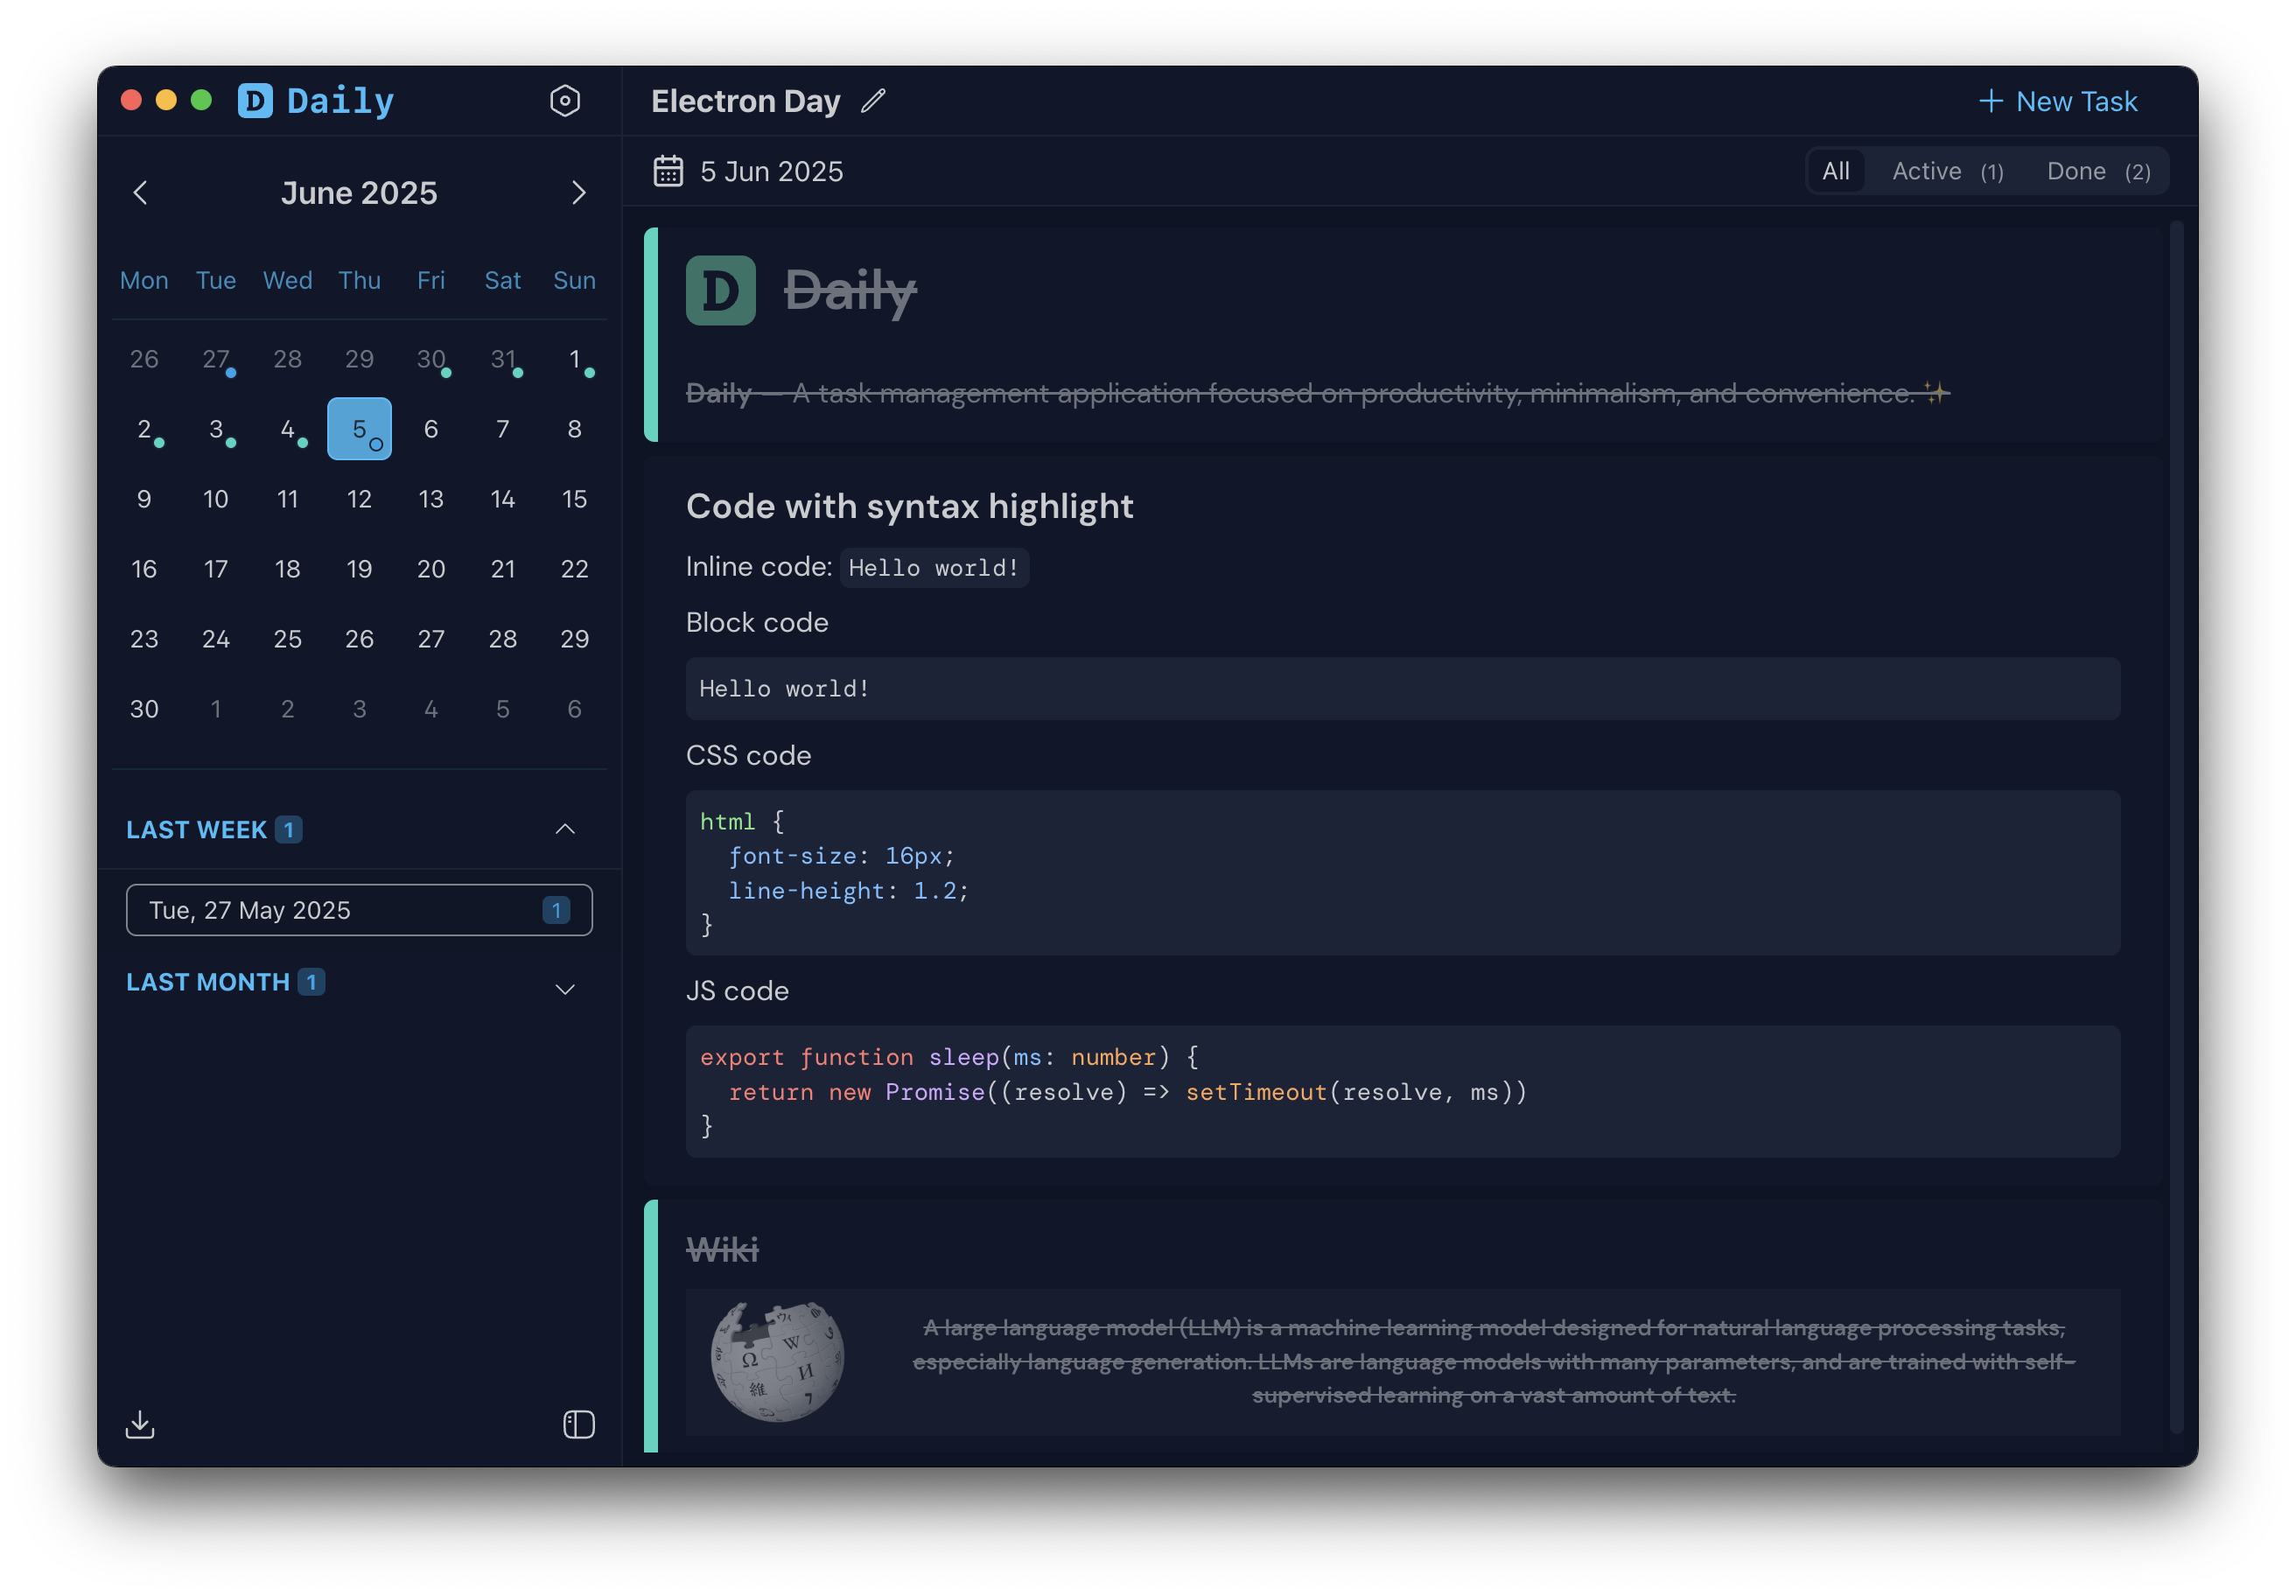 D Daily
June 2025
Mon Tue Wed Thu Fri Sat Sun
26 27 28 29 30 31 1
2 3 4 5 6 7 8
9 10 11 12 13 14 15
16 17 18 19 20 21 22
23 24 25 26 27 28 29
30 1 2 3 4 5 6
LAST WEEK 1
Tue, 27 May 2025 1
LAST MONTH 1
Electron Day
+ New Task
5 Jun 2025
All Active (1) Done (2)
D Daily
Daily — A task management application focused on productivity, minimalism, and convenience. ✨
Code with syntax highlight
Inline code: Hello world!
Block code
Hello world!
CSS code
html {
  font-size: 16px;
  line-height: 1.2;
}
JS code
export function sleep(ms: number) {
  return new Promise((resolve) => setTimeout(resolve, ms))
}
Wiki
Ω W И 維
A large language model (LLM) is a machine learning model designed for natural language processing tasks,
especially language generation. LLMs are language models with many parameters, and are trained with self-
supervised learning on a vast amount of text.